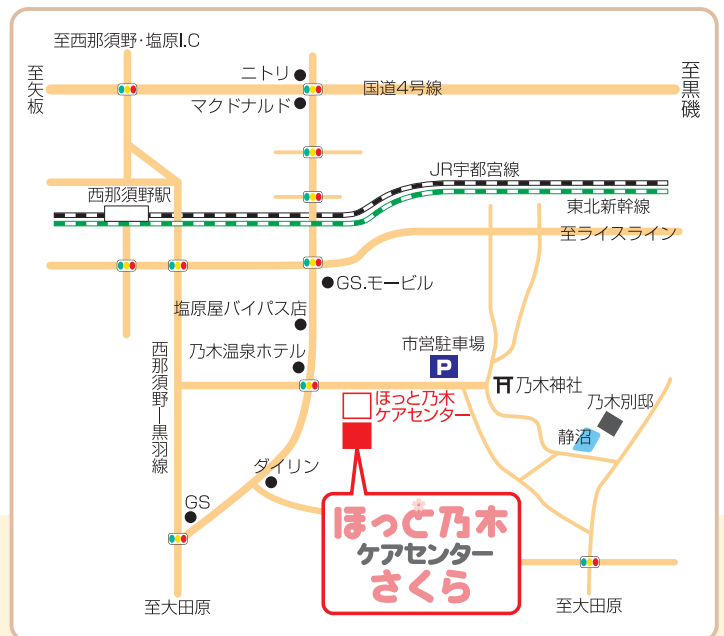 至西那須野・塩原I.C
至矢板
ニトリ
マクドナルド
国道4号線
至黒磯
JR宇都宮線
西那須野駅
東北新幹線
至ライスライン
GS.モービル
塩原屋バイパス店
乃木温泉ホテル
市営駐車場
P
西那須野―黒羽線
乃木神社
ほっと乃木
ケアセンター
乃木別邸
静沼
ダイリン
GS
ほっと乃木
ケアセンター
さくら
至大田原
至大田原